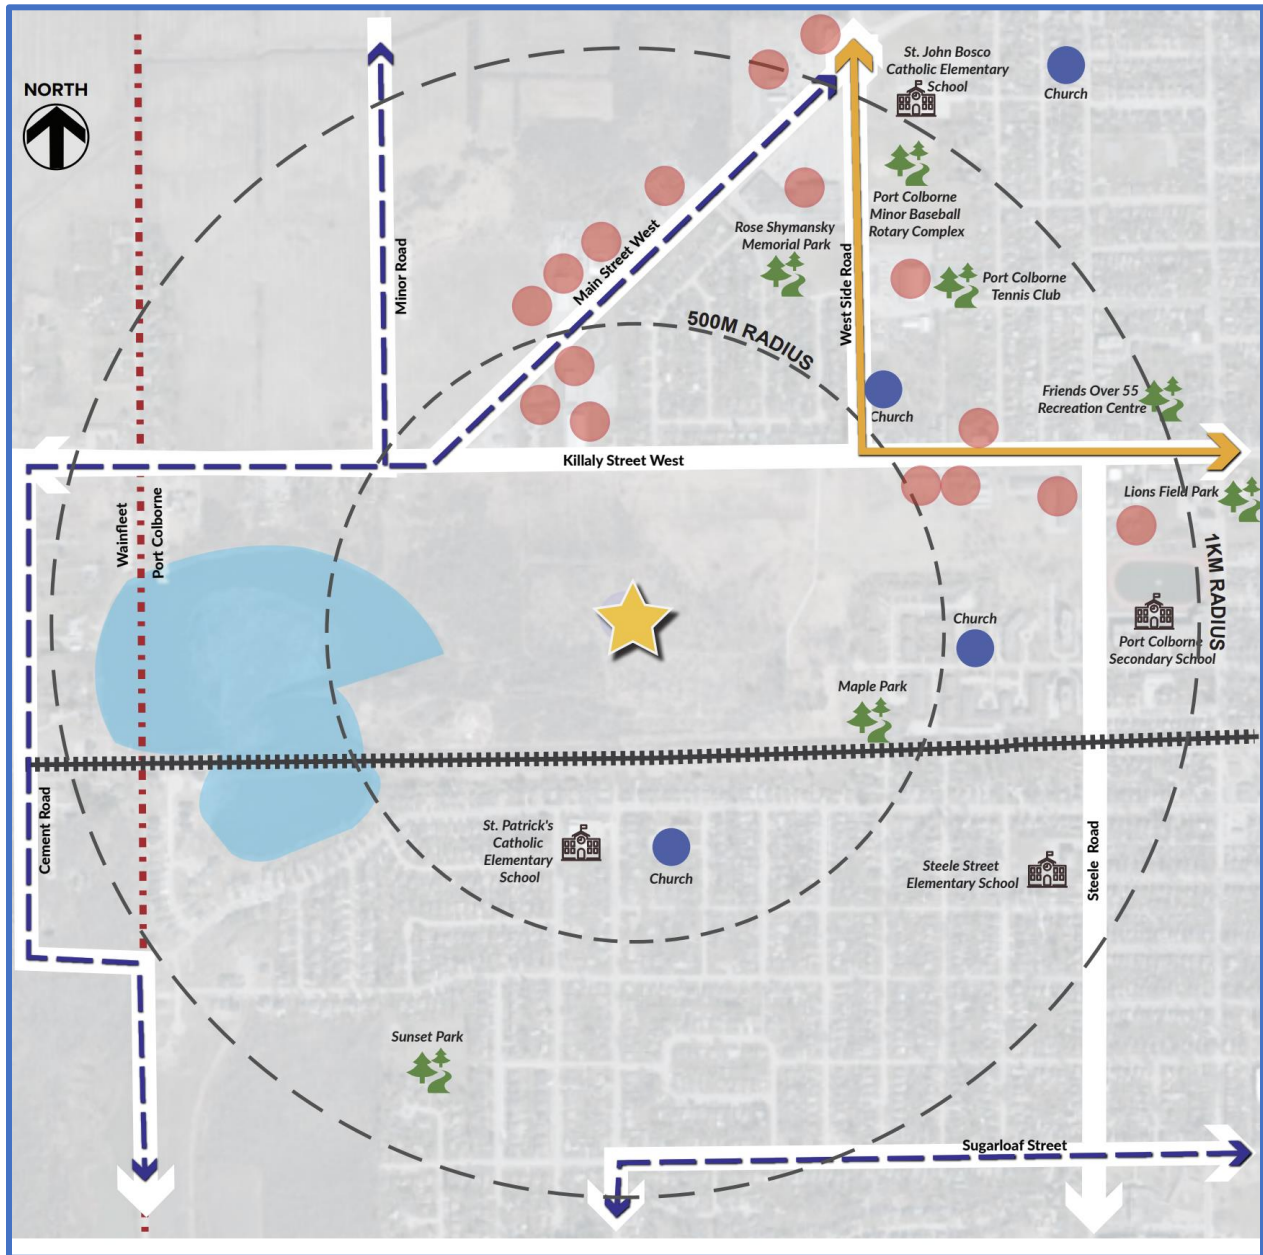 NORTH
St. John Bosco
Catholic Elementary
School
Church
Port Colborne
Minor Baseball
Rotary Complex
Rose Shymansky
Memorial Park
Main Street West
Minor Road
West Side Road
Port Colborne
Tennis Club
500M RADIUS
Friends Over 55
Recreation Centre
Church
Killaly Street West
Lions Field Park
Wainfleet
Port Colborne
1KM RADIUS
Church
Port Colborne
Secondary School
Maple Park
Cement Road
St. Patrick's
Catholic
Elementary
School
Church
Steele Street
Elementary School
Steele Road
Sunset Park
Sugarloaf Street